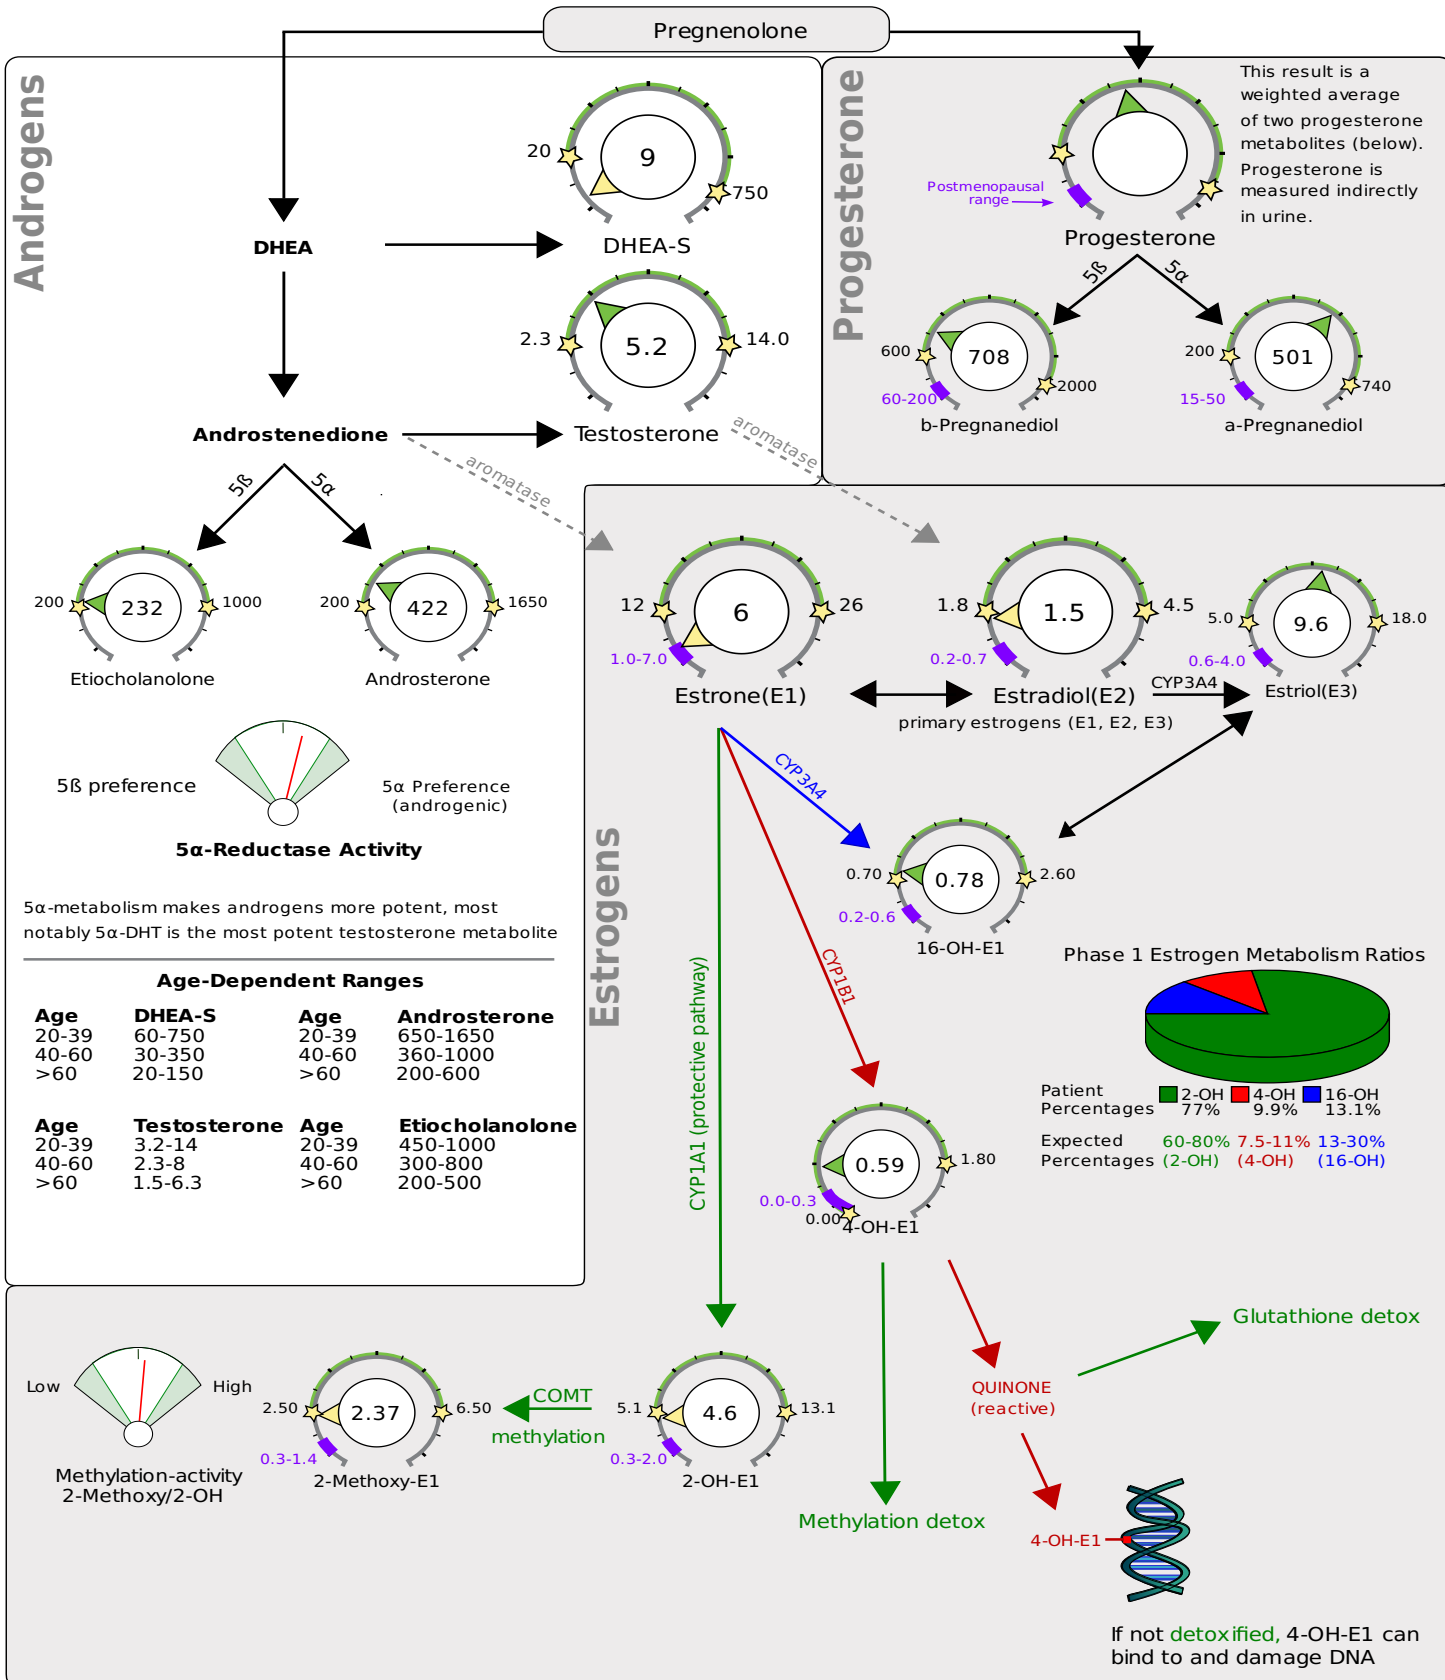 Pregnenolone
Androgens
20
9
750
DHEA-S
DHEA
2.3
5.2
14.0
Testosterone
Androstenedione
aromatase
aromatase
5ß
5α
200
232
1000
Etiocholanolone
200
422
1650
Androsterone
5ß preference
5α Preference
(androgenic)
5α-Reductase Activity
5α-metabolism makes androgens more potent, most
notably 5α-DHT is the most potent testosterone metabolite
Age-Dependent Ranges
Age DHEA-S Age Androsterone
20-39 60-750 20-39 650-1650
40-60 30-350 40-60 360-1000
>60 20-150 >60 200-600
Age Testosterone Age Etiocholanolone
20-39 3.2-14 20-39 450-1000
40-60 2.3-8 40-60 300-800
>60 1.5-6.3 >60 200-500
Progesterone
This result is a
weighted average
of two progesterone
metabolites (below).
Progesterone is
measured indirectly
in urine.
Postmenopausal
range
Progesterone
5ß
5α
600
708
2000
60-200
b-Pregnanediol
200
501
740
15-50
a-Pregnanediol
Estrogens
12
6
26
1.0-7.0
Estrone(E1)
1.8
1.5
4.5
0.2-0.7
Estradiol(E2)
CYP3A4
5.0
9.6
18.0
0.6-4.0
Estriol(E3)
primary estrogens (E1, E2, E3)
CYP3A4
0.70
0.78
2.60
0.2-0.6
16-OH-E1
CYP1B1
CYP1A1 (protective pathway)
Phase 1 Estrogen Metabolism Ratios
Patient
Percentages
2-OH 4-OH 16-OH
77% 9.9% 13.1%
Expected
Percentages
60-80% 7.5-11% 13-30%
(2-OH) (4-OH) (16-OH)
0.59
1.80
0.0-0.3
0.00
4-OH-E1
Low
High
Methylation-activity
2-Methoxy/2-OH
2.50
2.37
6.50
0.3-1.4
2-Methoxy-E1
COMT
methylation
5.1
4.6
13.1
0.3-2.0
2-OH-E1
Glutathione detox
QUINONE
(reactive)
Methylation detox
4-OH-E1
If not detoxified, 4-OH-E1 can
bind to and damage DNA